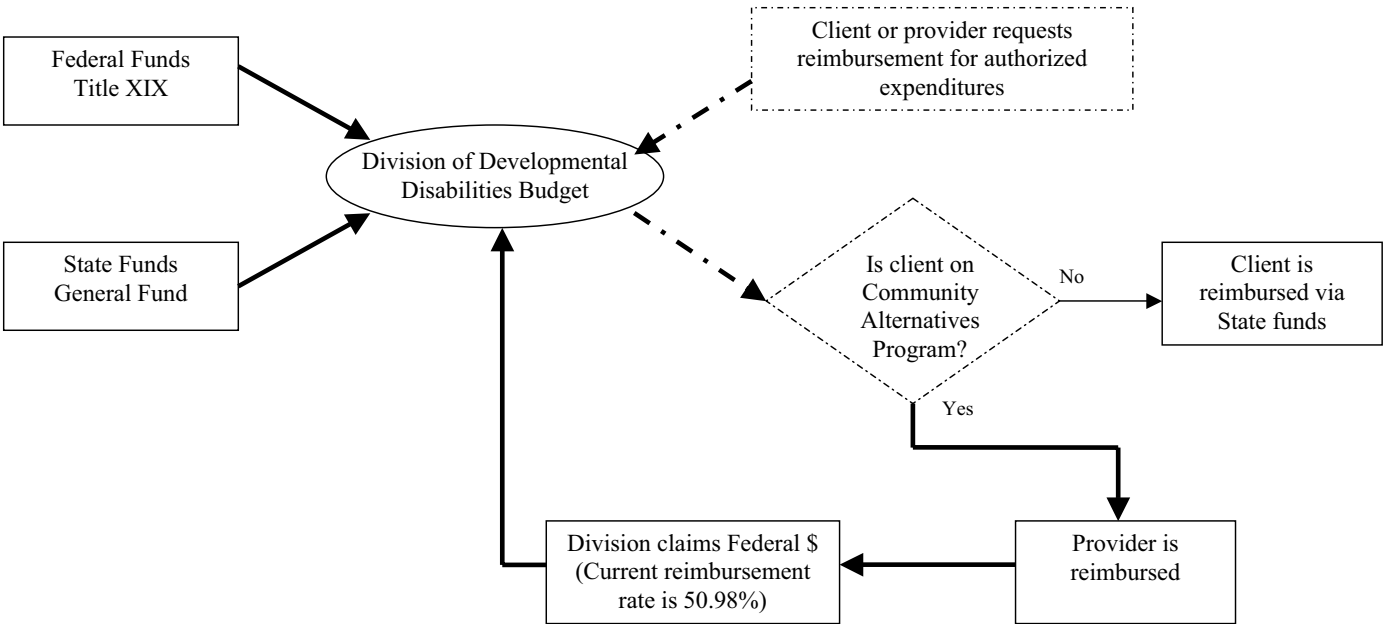 Federal Funds
Title XIX
Client or provider requests
reimbursement for authorized
expenditures
Division of Developmental
Disabilities Budget
State Funds
General Fund
Is client on
Community
Alternatives
Program?
No
Client is
reimbursed via
State funds
Yes
Division claims Federal $
(Current reimbursement
rate is 50.98%)
Provider is
reimbursed